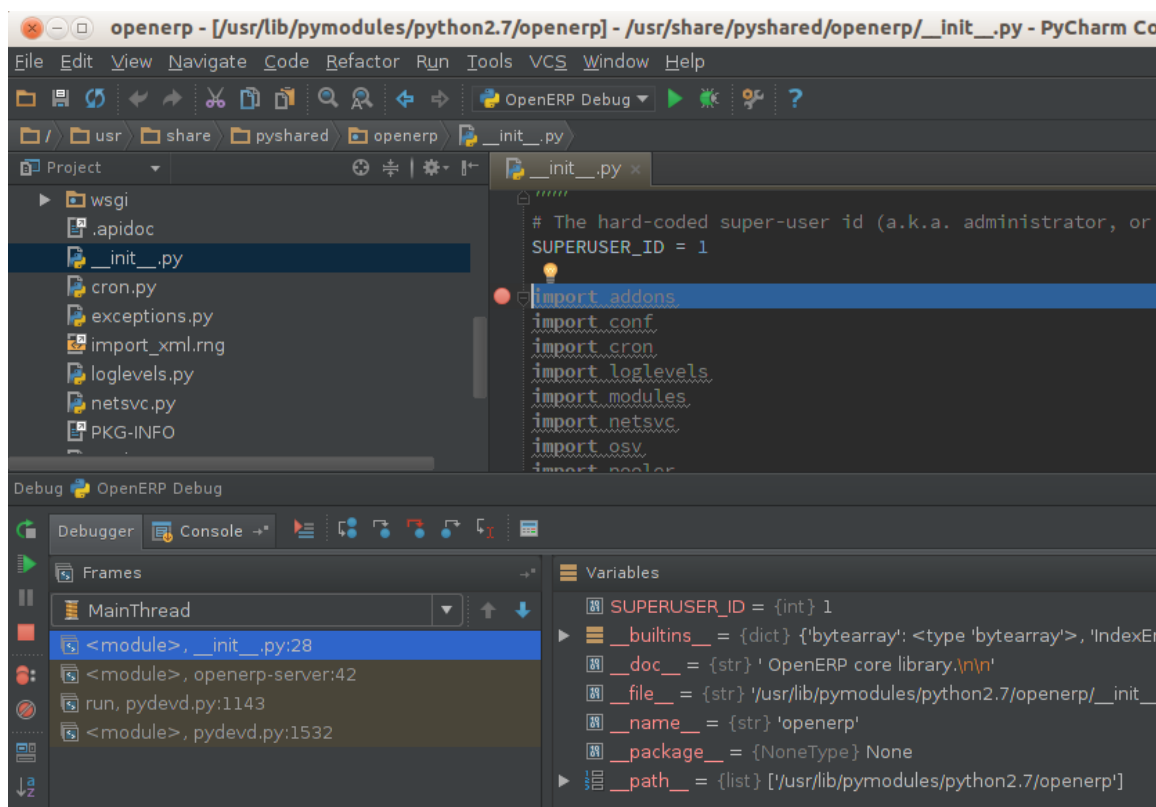 openerp - [/usr/lib/pymodules/python2.7/openerp] - /usr/share/pyshared/openerp/__init__.py - PyCharm Co
File Edit View Navigate Code Refactor Run Tools VCS Window Help
OpenERP Debug
/ usr share pyshared openerp __init__.py
Project
__init__.py
wsgi
.apidoc
__init__.py
cron.py
exceptions.py
import_xml.rng
loglevels.py
netsvc.py
PKG-INFO
"""
# The hard-coded super-user id (a.k.a. administrator, or
SUPERUSER_ID = 1
import addons
import conf
import cron
import loglevels
import modules
import netsvc
import osv
import pooler
Debug OpenERP Debug
Debugger Console
Frames
MainThread
<module>, __init__.py:28
<module>, openerp-server:42
run, pydevd.py:1143
<module>, pydevd.py:1532
Variables
SUPERUSER_ID = {int} 1
__builtins__ = {dict} {'bytearray': <type 'bytearray'>, 'IndexEr
__doc__ = {str} ' OpenERP core library.\n\n'
__file__ = {str} '/usr/lib/pymodules/python2.7/openerp/__init__
__name__ = {str} 'openerp'
__package__ = {NoneType} None
__path__ = {list} ['/usr/lib/pymodules/python2.7/openerp']